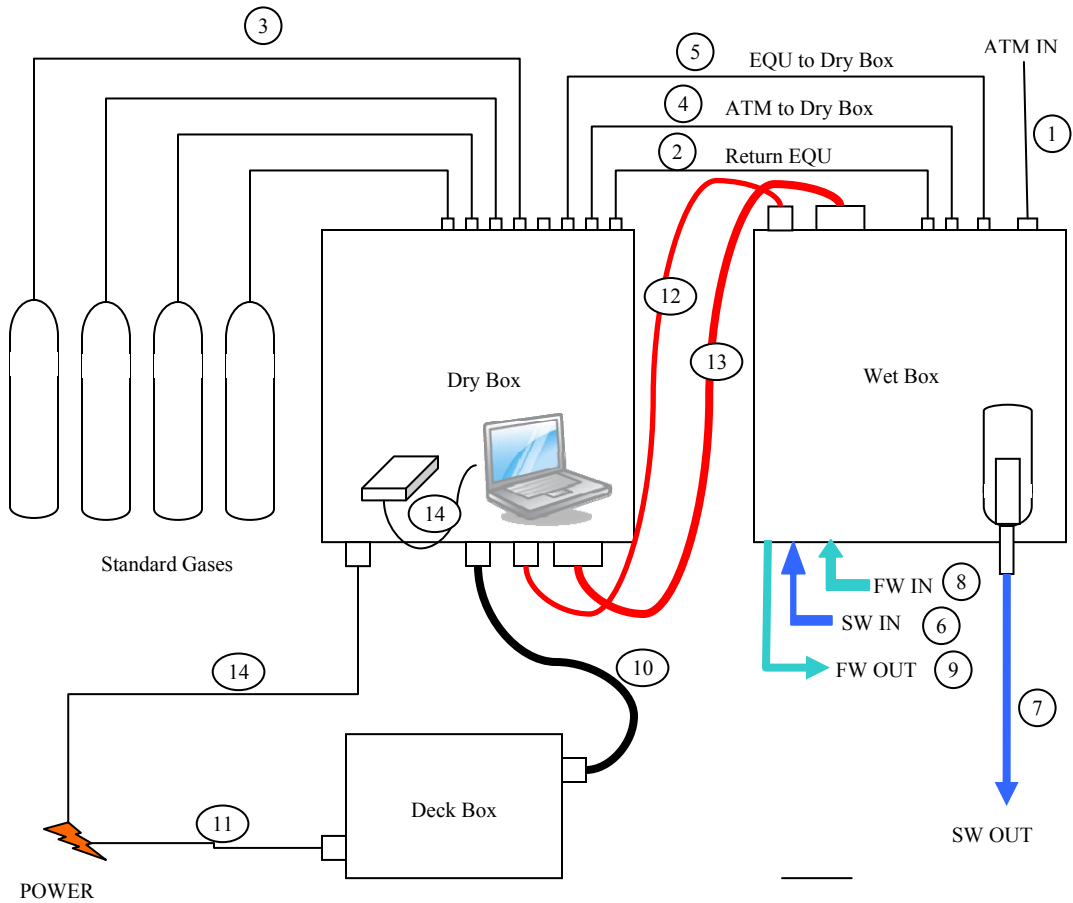 3
5
EQU to Dry Box
ATM IN
4
ATM to Dry Box
1
2
Return EQU
12
13
Dry Box
Wet Box
14
Standard Gases
FW IN
8
SW IN
6
FW OUT
9
14
10
7
Deck Box
11
SW OUT
POWER